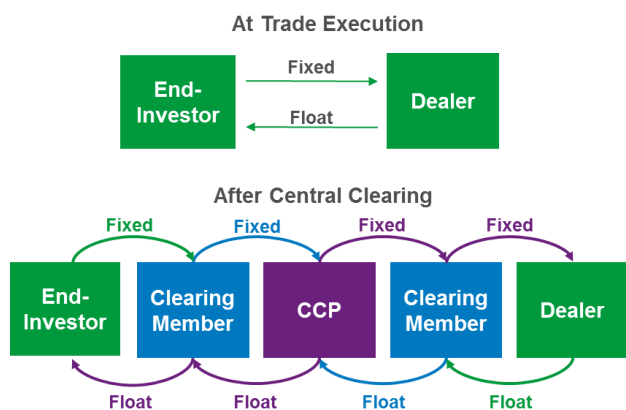 At Trade Execution
End-
Investor
Fixed
Float
Dealer
After Central Clearing
Fixed
Fixed
Fixed
Fixed
End-
Investor
Clearing
Member
CCP
Clearing
Member
Dealer
Float
Float
Float
Float